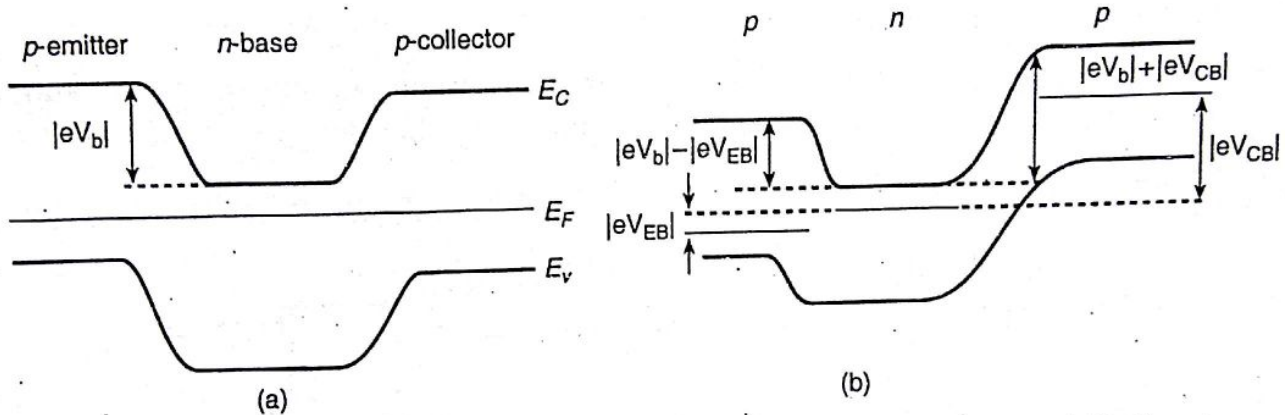 p-emitter n-base p-collector
|eV_b|
E_C
E_F
E_v
(a)
p n p
|eV_b|+|eV_CB|
|eV_b|−|eV_EB|
|eV_CB|
|eV_EB|
(b)